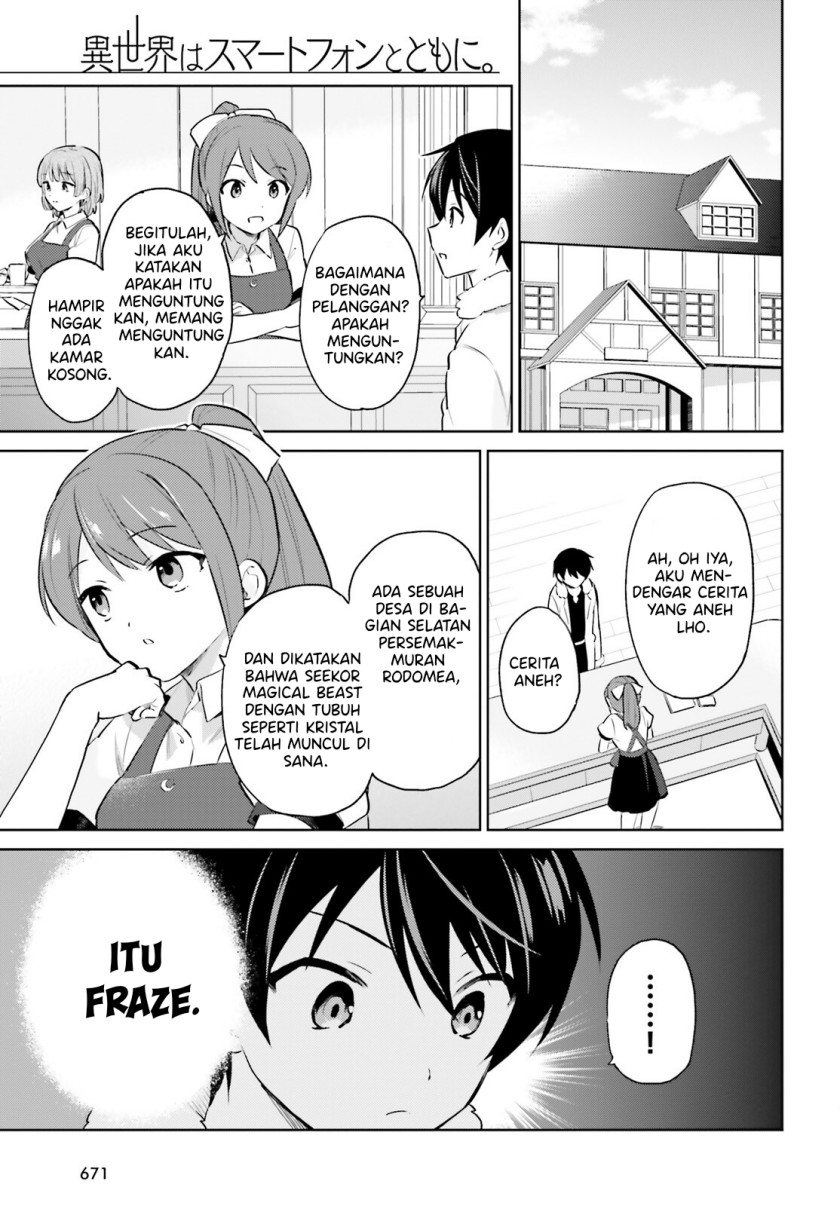 異世界はスマートフォンとともに。
BAGAIMANA
DENGAN
PELANGGAN?
APAKAH
MENGUN-
TUNGKAN?
BEGITULAH,
JIKA AKU
KATAKAN
APAKAH ITU
MENGUNTUNG
KAN, MEMANG
MENGUNTUNG
KAN.
HAMPIR
NGGAK
ADA
KAMAR
KOSONG.
AH, OH IYA,
AKU MEN-
DENGAR CERITA
YANG ANEH
LHO.
CERITA
ANEH?
ADA SEBUAH
DESA DI BA-
GIAN SELATAN
PERSEMAK-
MURAN
RODOMEA,
DAN DIKATAKAN
BAHWA SEEKOR
MAGICAL BEAST
DENGAN TUBUH
SEPERTI KRISTAL
TELAH MUNCUL DI
SANA.
.......!
ITU
FRAZE.
671